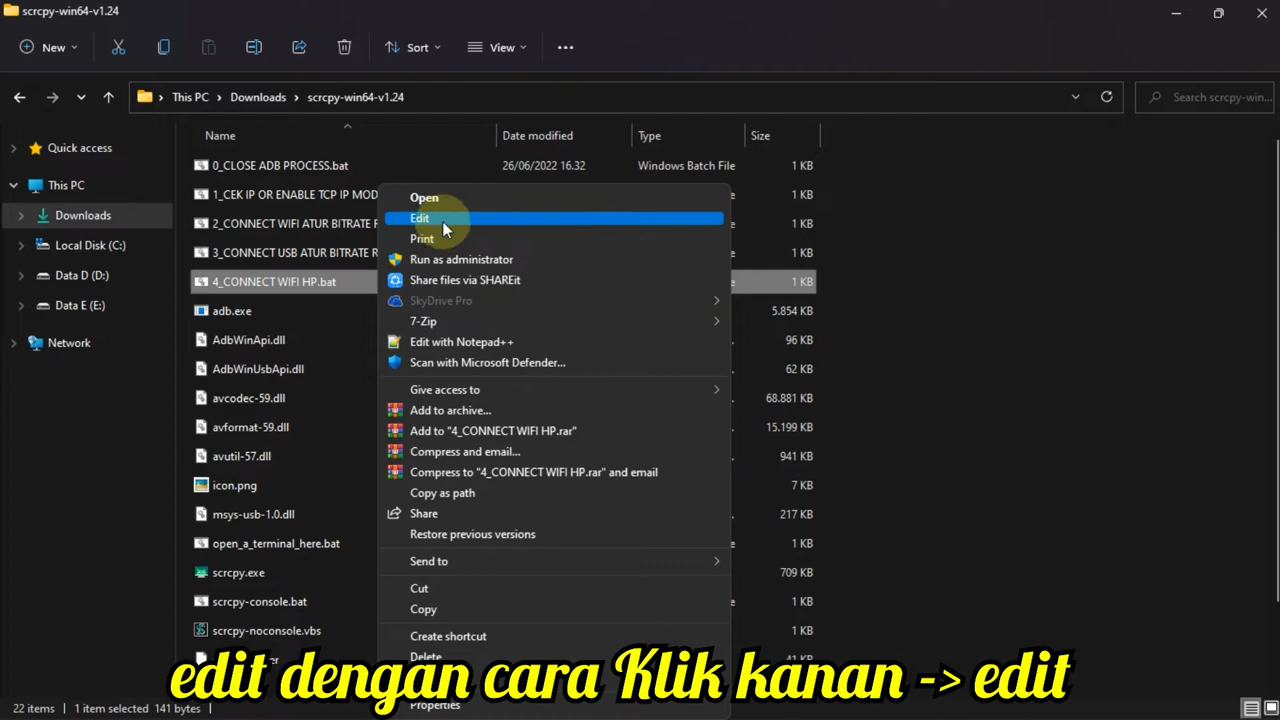 scrcpy-win64-v1.24
New
Sort
View
This PC > Downloads > scrcpy-win64-v1.24
Search scrcpy-win...
Quick access
This PC
Downloads
Local Disk (C:)
Data D (D:)
Data E (E:)
Network
Name Date modified Type Size
0_CLOSE ADB PROCESS.bat 26/06/2022 16.32 Windows Batch File 1 KB
1_CEK IP OR ENABLE TCP IP MOD 1 KB
2_CONNECT WIFI ATUR BITRATE R 1 KB
3_CONNECT USB ATUR BITRATE R 1 KB
4_CONNECT WIFI HP.bat 1 KB
adb.exe 5.854 KB
AdbWinApi.dll 96 KB
AdbWinUsbApi.dll 62 KB
avcodec-59.dll 68.881 KB
avformat-59.dll 15.199 KB
avutil-57.dll 941 KB
icon.png 7 KB
msys-usb-1.0.dll 217 KB
open_a_terminal_here.bat 1 KB
scrcpy.exe 709 KB
scrcpy-console.bat 1 KB
scrcpy-noconsole.vbs 1 KB
Open
Edit
Print
Run as administrator
Share files via SHAREit
SkyDrive Pro
7-Zip
Edit with Notepad++
Scan with Microsoft Defender...
Give access to
Add to archive...
Add to "4_CONNECT WIFI HP.rar"
Compress and email...
Compress to "4_CONNECT WIFI HP.rar" and email
Copy as path
Share
Restore previous versions
Send to
Cut
Copy
Create shortcut
Delete
Properties
edit dengan cara Klik kanan -> edit
22 items 1 item selected 141 bytes